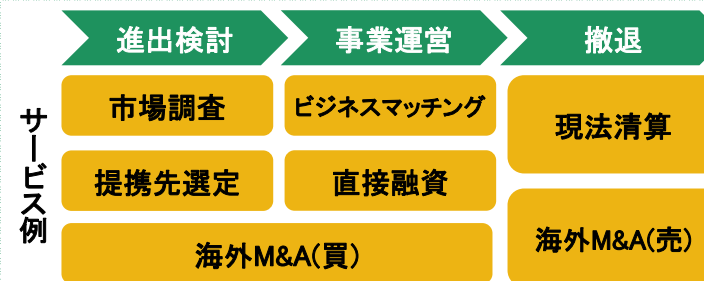 進出検討
事業運営
撤退
サービス例
市場調査
ビジネスマッチング
現法清算
提携先選定
直接融資
海外M&A(買)
海外M&A(売)